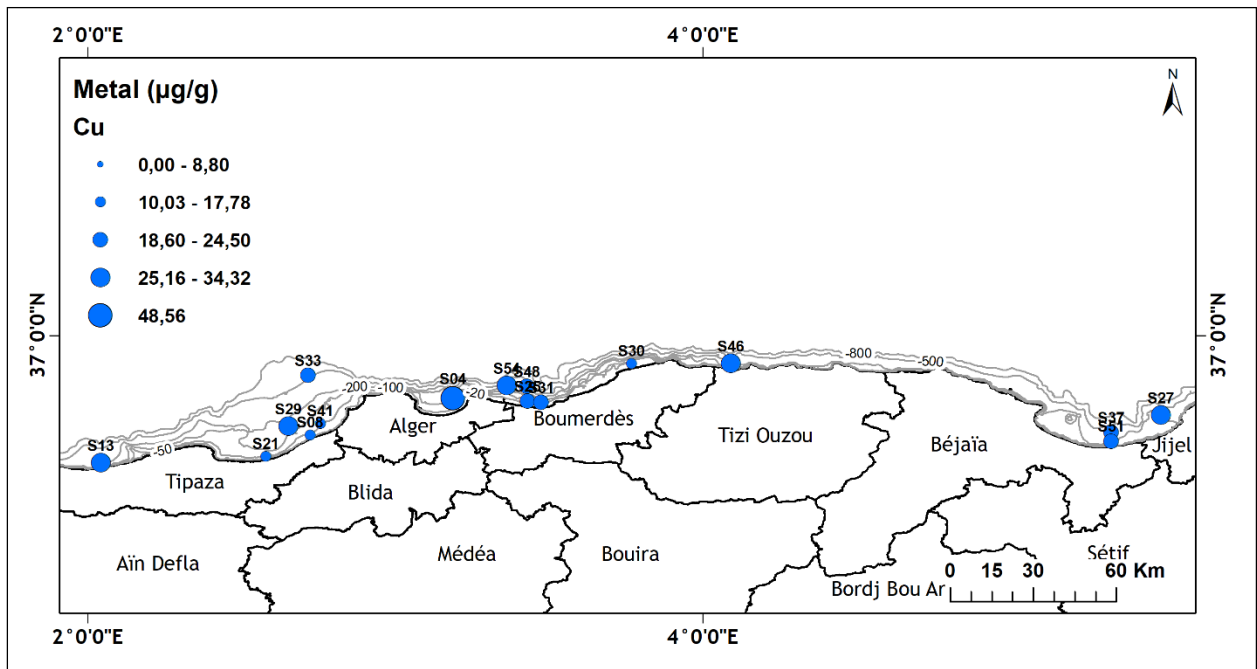 2°0'0"E 4°0'0"E
Metal (µg/g)
Cu
0,00 - 8,80
10,03 - 17,78
18,60 - 24,50
25,16 - 34,32
48,56
N
37°0'0"N 37°0'0"N
S33
S54 S48
S30
S46
-800
-500
-200 -100
S04
-20
S31
S27
S29 S41
S08
S37
S51
S13
-50
S21
Alger
Boumerdès
Tizi Ouzou
Béjaïa
Jijel
Tipaza
Blida
Aïn Defla
Médéa
Bouira
Sétif
Bordj Bou Ar
0 15 30 60 Km
2°0'0"E 4°0'0"E